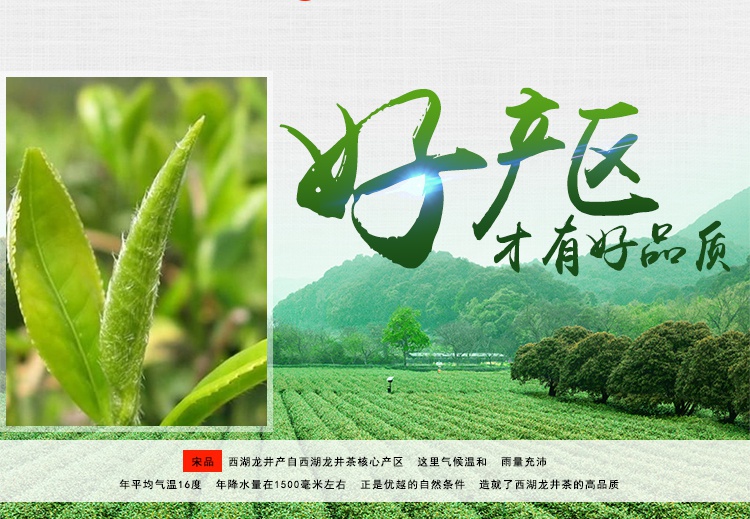 好产区
才有好品质
宋品 西湖龙井产自西湖龙井茶核心产区 这里气候温和 雨量充沛
年平均气温16度 年降水量在1500毫米左右 正是优越的自然条件 造就了西湖龙井茶的高品质